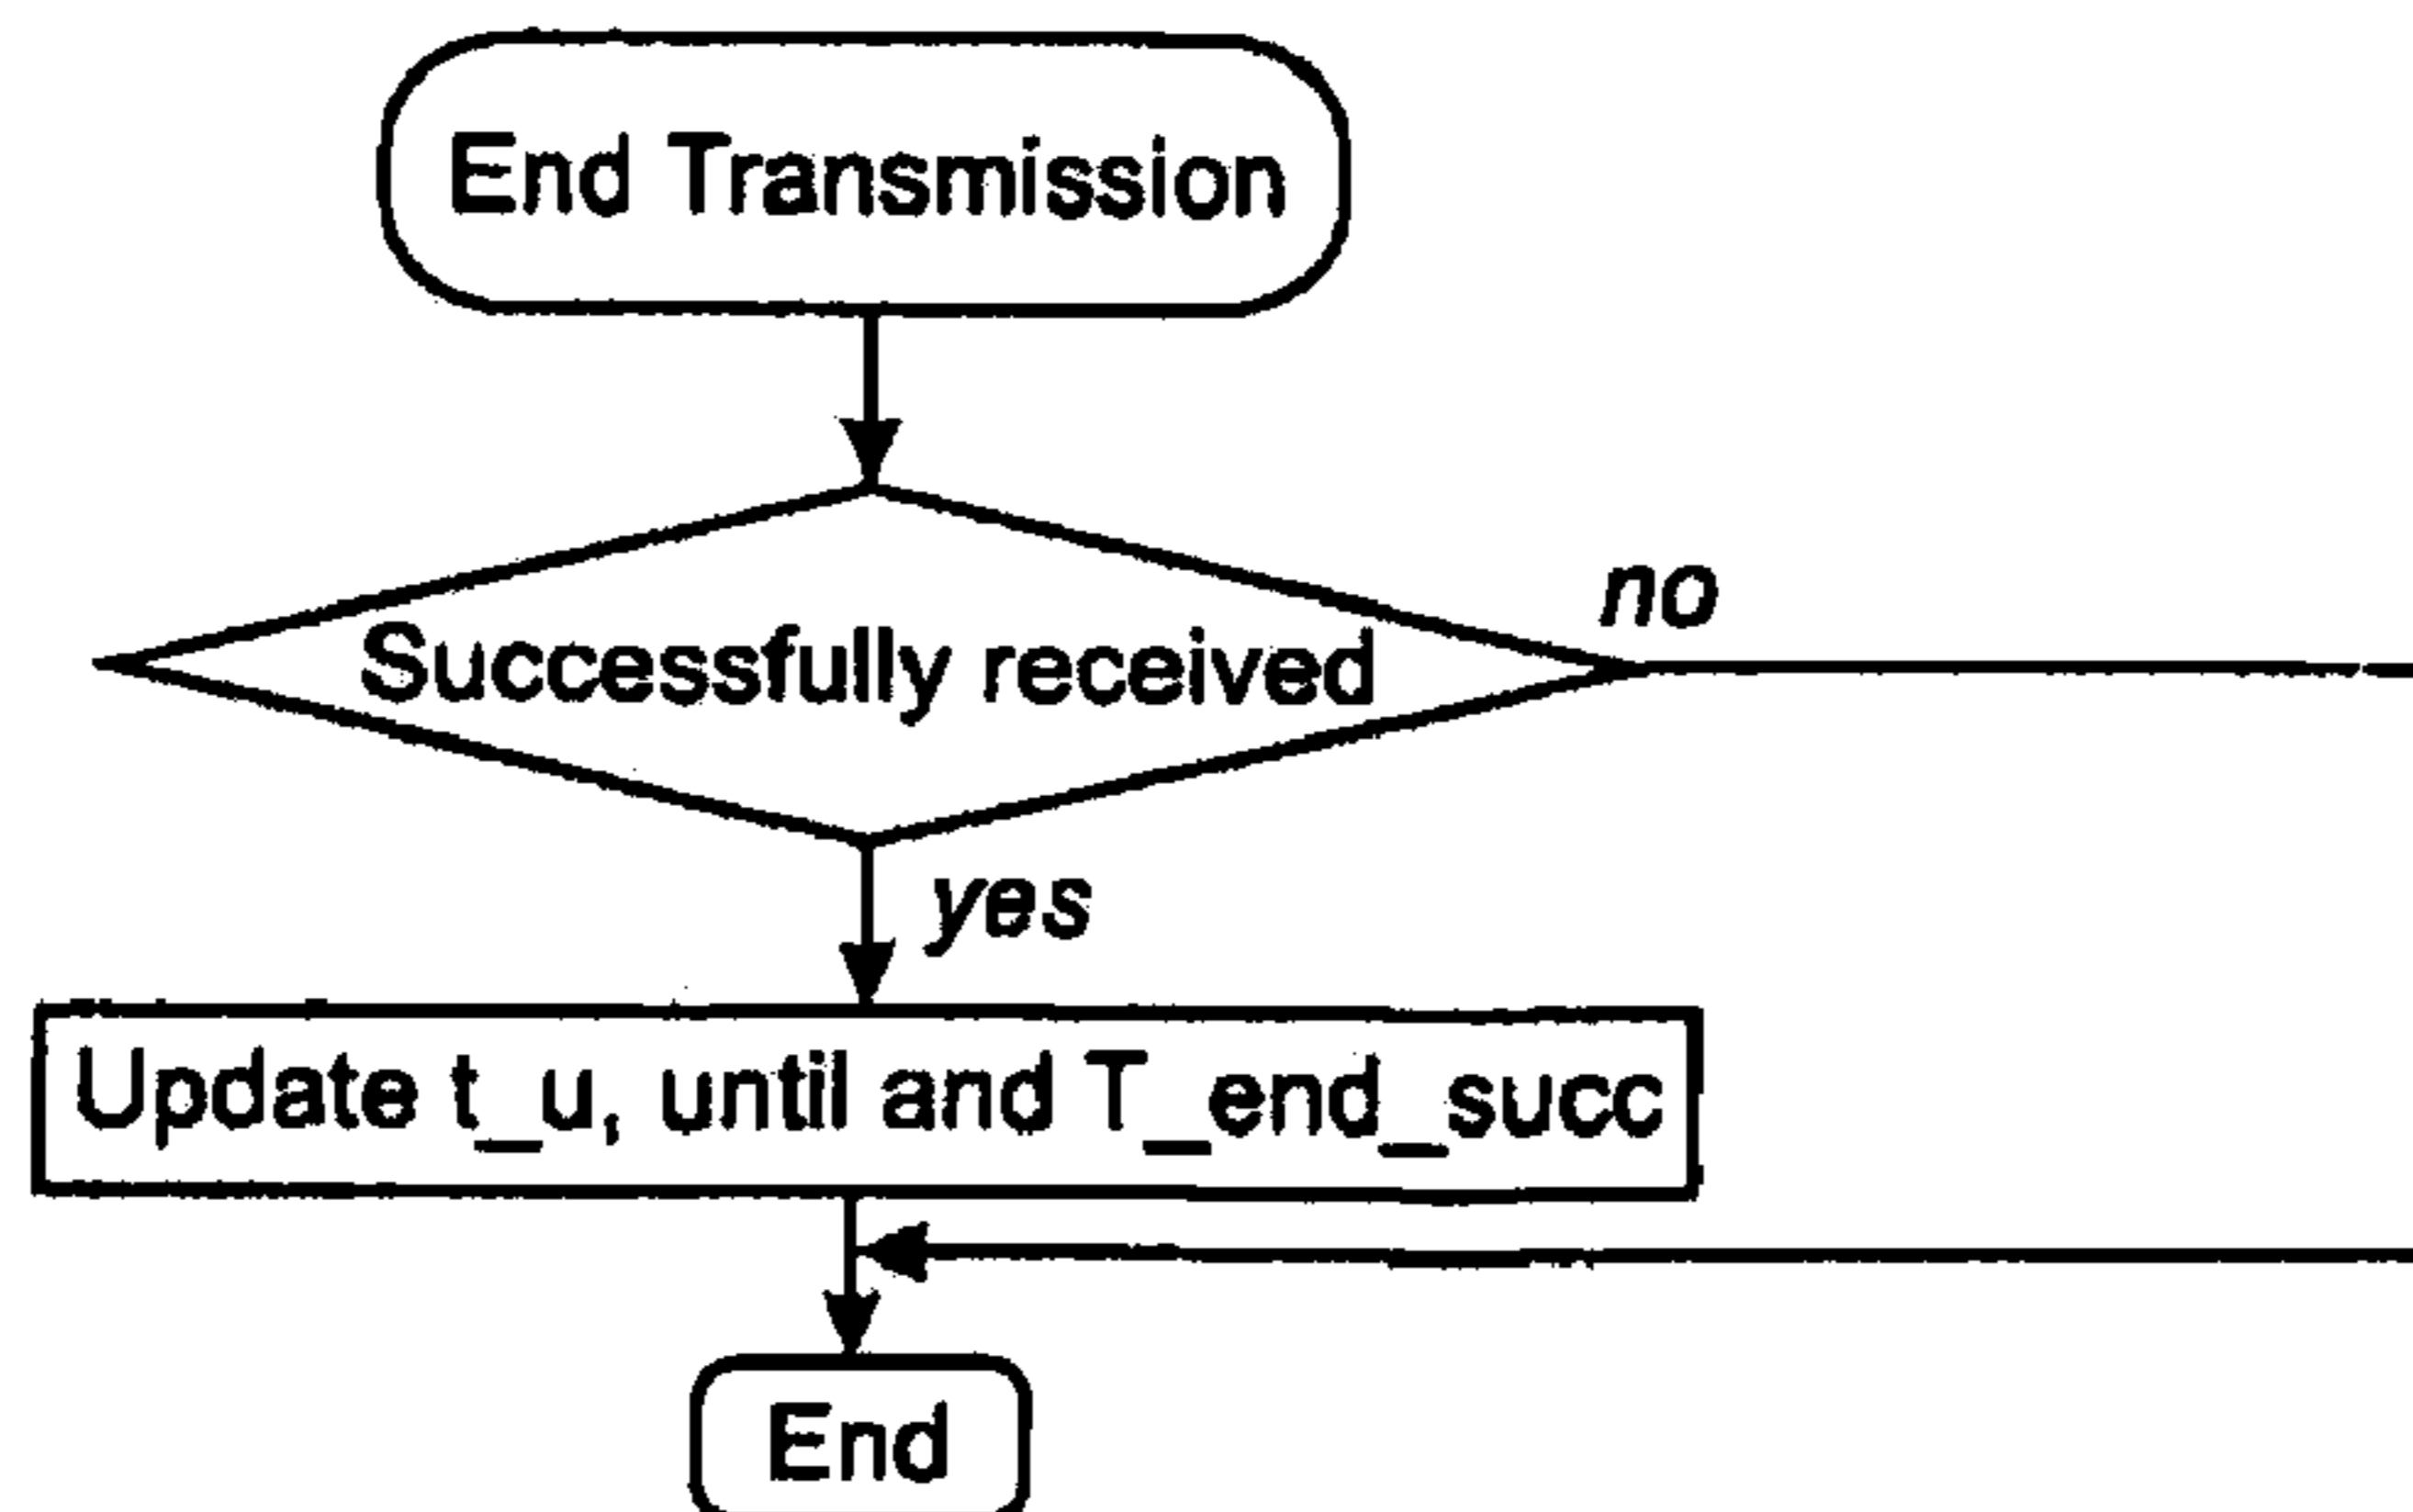 End Transmission
no
Successfully received
yes
Update t_u, until and T_end_succ
End